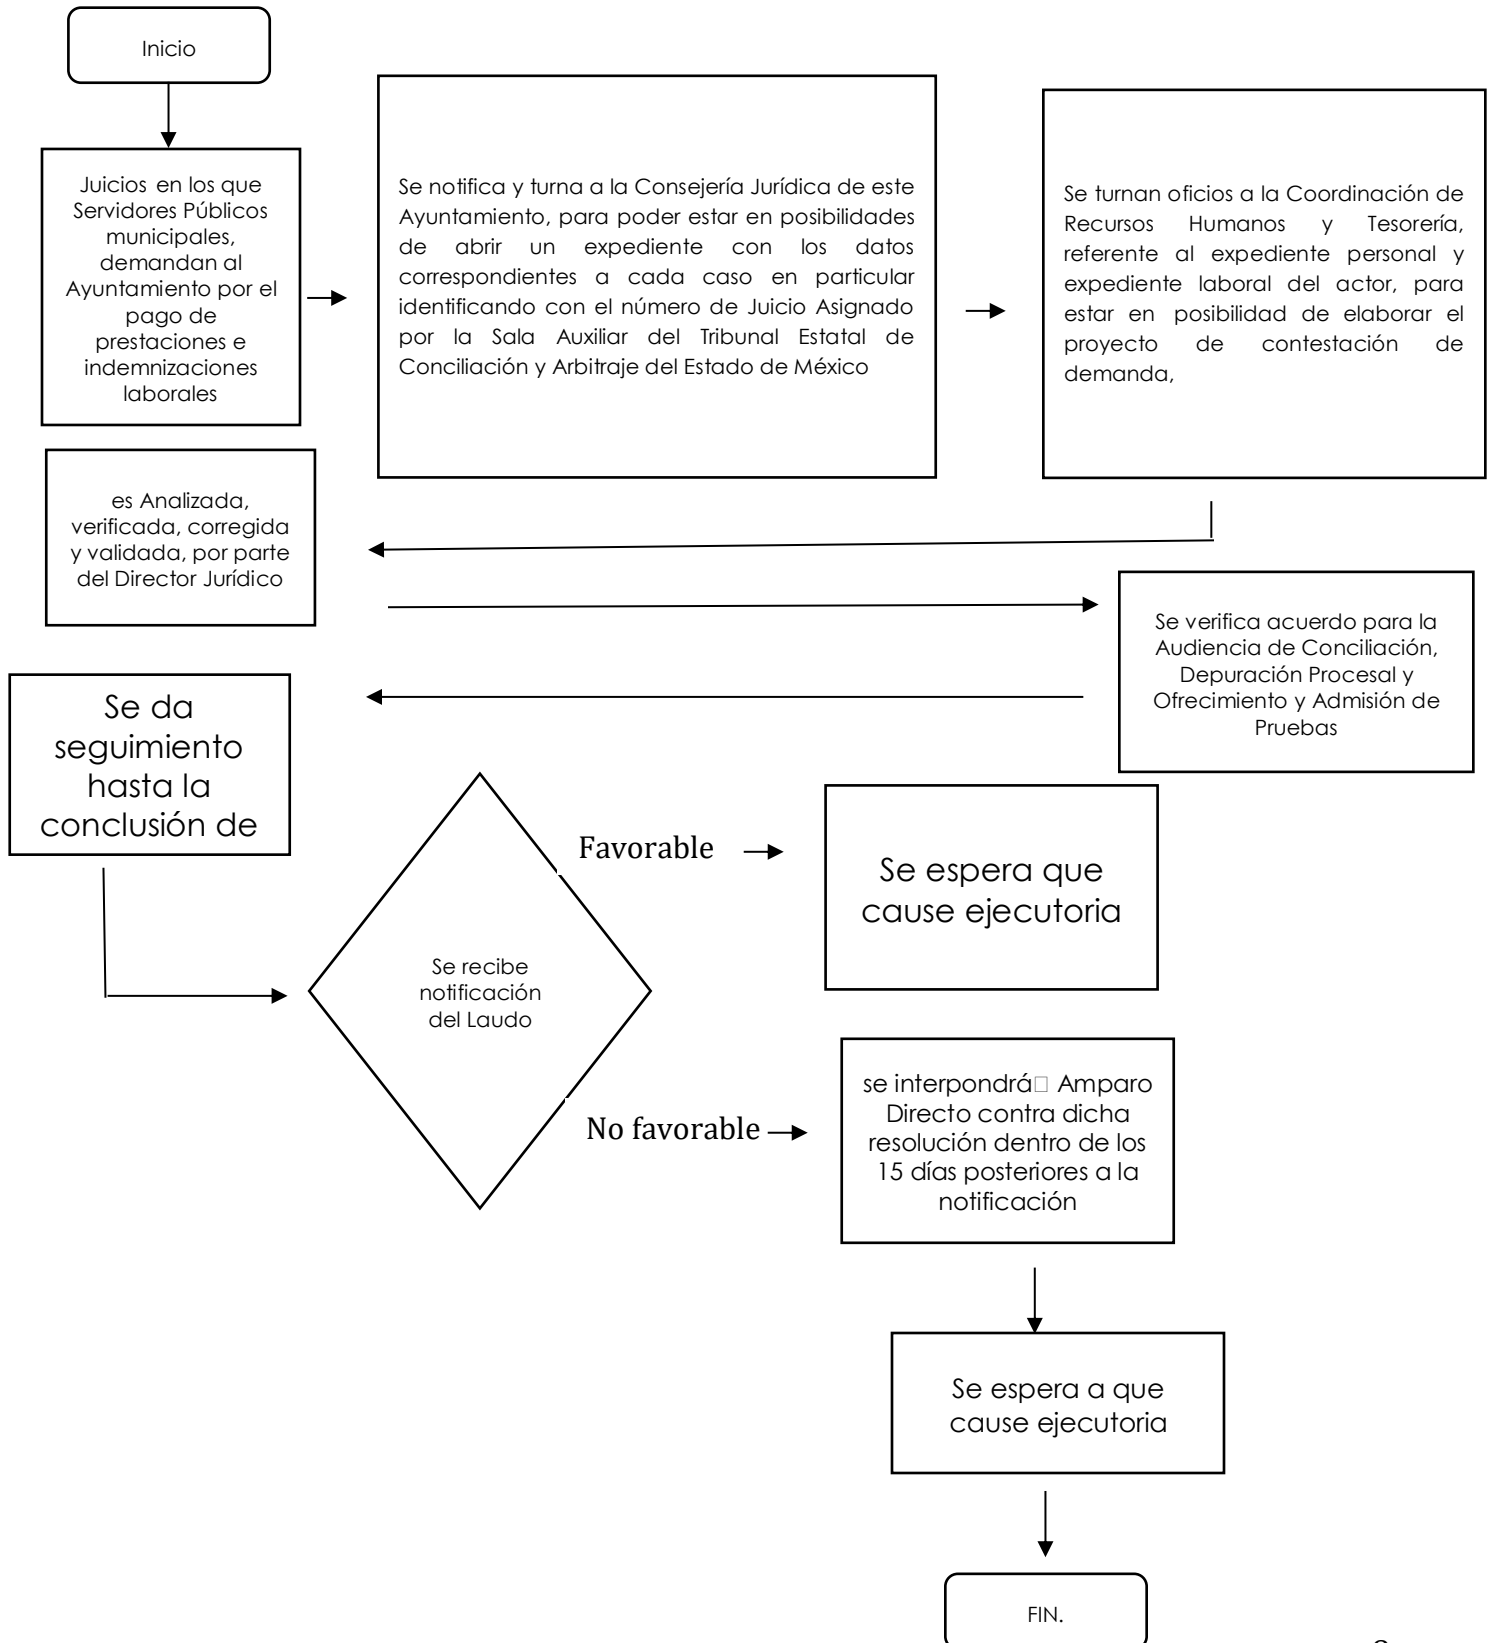 Inicio
Juicios en los que
Servidores Públicos
municipales,
demandan al
Ayuntamiento por el
pago de
prestaciones e
indemnizaciones
laborales
Se notifica y turna a la Consejería Jurídica de este
Ayuntamiento, para poder estar en posibilidades
de abrir un expediente con los datos
correspondientes a cada caso en particular
identificando con el número de Juicio Asignado
por la Sala Auxiliar del Tribunal Estatal de
Conciliación y Arbitraje del Estado de México
Se turnan oficios a la Coordinación de
Recursos Humanos y Tesorería,
referente al expediente personal y
expediente laboral del actor, para
estar en posibilidad de elaborar el
proyecto de contestación de
demanda,
es Analizada,
verificada, corregida
y validada, por parte
del Director Jurídico
Se verifica acuerdo para la
Audiencia de Conciliación,
Depuración Procesal y
Ofrecimiento y Admisión de
Pruebas
Se da
seguimiento
hasta la
conclusión de
Se recibe
notificación
del Laudo
Favorable
Se espera que
cause ejecutoria
No favorable
se interpondrá Amparo
Directo contra dicha
resolución dentro de los
15 días posteriores a la
notificación
Se espera a que
cause ejecutoria
FIN.